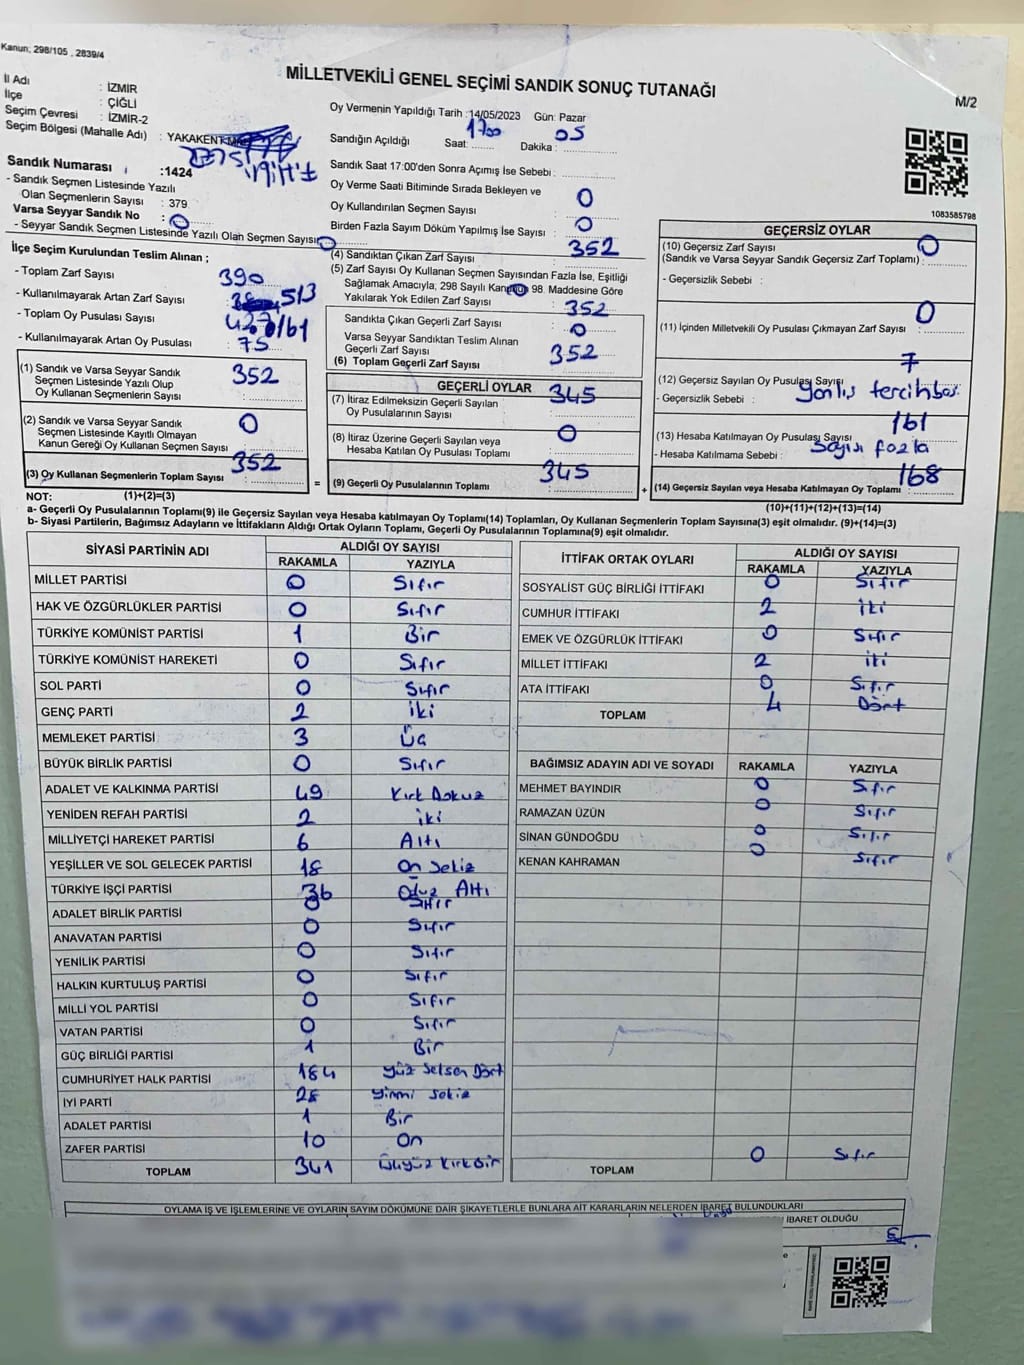 Kanun; 298/105 , 2839/4
MİLLETVEKİLİ GENEL SEÇİMİ SANDIK SONUÇ TUTANAĞI
M/2
İl Adı : İZMİR
İlçe : ÇİĞLİ
Seçim Çevresi : İZMİR-2
Seçim Bölgesi (Mahalle Adı) : YAKAKENT
Sandık Numarası :1424
- Sandık Seçmen Listesinde Yazılı
Olan Seçmenlerin Sayısı : 379
Varsa Seyyar Sandık No : 0
- Seyyar Sandık Seçmen Listesinde Yazılı Olan Seçmen Sayısı: 0
Oy Vermenin Yapıldığı Tarih :14/05/2023 Gün: Pazar
Sandığın Açıldığı Saat: 1700 Dakika : 05
Sandık Saat 17:00'den Sonra Açımış İse Sebebi :
Oy Verme Saati Bitiminde Sırada Bekleyen ve
Oy Kullandırılan Seçmen Sayısı : 0
Birden Fazla Sayım Döküm Yapılmış İse Sayısı : 0
1083585798
İlçe Seçim Kurulundan Teslim Alınan ;
- Toplam Zarf Sayısı : 390
- Kullanılmayarak Artan Zarf Sayısı :
- Toplam Oy Pusulası Sayısı : 513
- Kullanılmayarak Artan Oy Pusulası : 161
75
(1) Sandık ve Varsa Seyyar Sandık
Seçmen Listesinde Yazılı Olup
Oy Kullanan Seçmenlerin Sayısı : 352
(2) Sandık ve Varsa Seyyar Sandık
Seçmen Listesinde Kayıtlı Olmayan
Kanun Gereği Oy Kullanan Seçmen Sayısı : 0
(3) Oy Kullanan Seçmenlerin Toplam Sayısı : 352
(4) Sandıktan Çıkan Zarf Sayısı : 352
(5) Zarf Sayısı Oy Kullanan Seçmen Sayısından Fazla İse, Eşitliği
Sağlamak Amacıyla; 298 Sayılı Kanunun 98. Maddesine Göre
Yakılarak Yok Edilen Zarf Sayısı : 0
Sandıkta Çıkan Geçerli Zarf Sayısı : 352
Varsa Seyyar Sandıktan Teslim Alınan
Geçerli Zarf Sayısı : 0
(6) Toplam Geçerli Zarf Sayısı : 352
GEÇERLİ OYLAR
(7) İtiraz Edilmeksizin Geçerli Sayılan
Oy Pusulalarının Sayısı : 345
(8) İtiraz Üzerine Geçerli Sayılan veya
Hesaba Katılan Oy Pusulası Toplamı : 0
= (9) Geçerli Oy Pusulalarının Toplamı : 345
GEÇERSİZ OYLAR
(10) Geçersiz Zarf Sayısı
(Sandık ve Varsa Seyyar Sandık Geçersiz Zarf Toplamı) : 0
- Geçersizlik Sebebi :
(11) İçinden Milletvekili Oy Pusulası Çıkmayan Zarf Sayısı : 0
(12) Geçersiz Sayılan Oy Pusulası Sayısı : 7
- Geçersizlik Sebebi : yanlış tercih bas.
(13) Hesaba Katılmayan Oy Pusulası Sayısı : 161
- Hesaba Katılmama Sebebi : sayısı fazla
+ (14) Geçersiz Sayılan veya Hesaba Katılmayan Oy Toplamı : 168
NOT: (1)+(2)=(3)
(10)+(11)+(12)+(13)=(14)
a- Geçerli Oy Pusulalarının Toplamı(9) ile Geçersiz Sayılan veya Hesaba katılmayan Oy Toplamı(14) Toplamları, Oy Kullanan Seçmenlerin Toplam Sayısına(3) eşit olmalıdır. (9)+(14)=(3)
b- Siyasi Partilerin, Bağımsız Adayların ve İttifakların Aldığı Ortak Oyların Toplamı, Geçerli Oy Pusulalarının Toplamına(9) eşit olmalıdır.
SİYASİ PARTİNİN ADI ALDIĞI OY SAYISI
RAKAMLA YAZIYLA
MİLLET PARTİSİ 0 Sıfır
HAK VE ÖZGÜRLÜKLER PARTİSİ 0 Sıfır
TÜRKİYE KOMÜNİST PARTİSİ 1 Bir
TÜRKİYE KOMÜNİST HAREKETİ 0 Sıfır
SOL PARTİ 0 Sıfır
GENÇ PARTİ 2 iki
MEMLEKET PARTİSİ 3 Üç
BÜYÜK BİRLİK PARTİSİ 0 Sıfır
ADALET VE KALKINMA PARTİSİ 49 Kırk Dokuz
YENİDEN REFAH PARTİSİ 2 iki
MİLLİYETÇİ HAREKET PARTİSİ 6 Altı
YEŞİLLER VE SOL GELECEK PARTİSİ 18 On Sekiz
TÜRKİYE İŞÇİ PARTİSİ 36 Otuz Altı
ADALET BİRLİK PARTİSİ 0 Sıfır
ANAVATAN PARTİSİ 0 Sıfır
YENİLİK PARTİSİ 0 Sıfır
HALKIN KURTULUŞ PARTİSİ 0 Sıfır
MİLLİ YOL PARTİSİ 0 Sıfır
VATAN PARTİSİ 0 Sıfır
GÜÇ BİRLİĞİ PARTİSİ 1 Bir
CUMHURİYET HALK PARTİSİ 184 Yüz Seksen Dört
İYİ PARTİ 28 Yirmi Sekiz
ADALET PARTİSİ 1 Bir
ZAFER PARTİSİ 10 On
TOPLAM 341 Üçyüz Kırk Bir
İTTİFAK ORTAK OYLARI ALDIĞI OY SAYISI
RAKAMLA YAZIYLA
SOSYALİST GÜÇ BİRLİĞİ İTTİFAKI 0 Sıfır
CUMHUR İTTİFAKI 2 iki
EMEK VE ÖZGÜRLÜK İTTİFAKI 0 Sıfır
MİLLET İTTİFAKI 2 iki
ATA İTTİFAKI 0 Sıfır
TOPLAM 4 Dört
BAĞIMSIZ ADAYIN ADI VE SOYADI RAKAMLA YAZIYLA
MEHMET BAYINDIR 0 Sıfır
RAMAZAN ÜZÜN 0 Sıfır
SİNAN GÜNDOĞDU 0 Sıfır
KENAN KAHRAMAN 0 Sıfır
TOPLAM 0 Sıfır
OYLAMA İŞ VE İŞLEMLERİNE VE OYLARIN SAYIM DÖKÜMÜNE DAİR ŞİKAYETLERLE BUNLARA AİT KARARLARIN NELERDEN İBARET BULUNDUKLARI
İBARET OLDUĞU